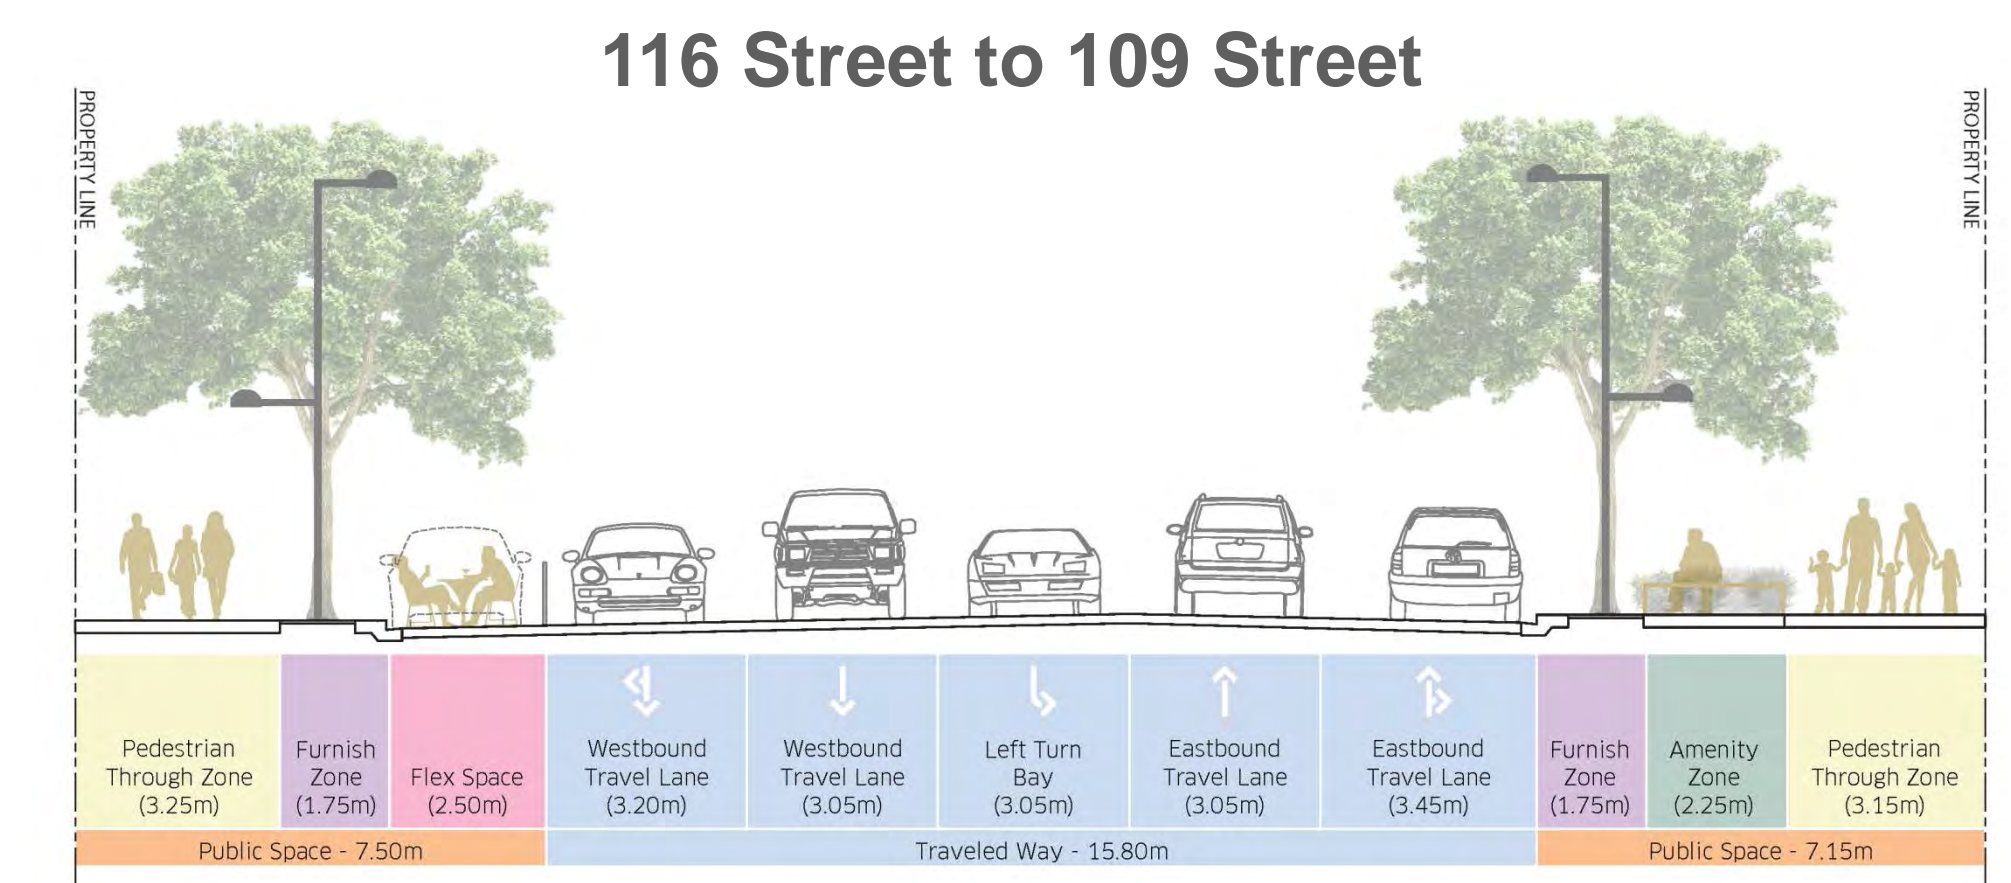 116 Street to 109 Street
PROPERTY LINE
PROPERTY LINE
Pedestrian
Through Zone
(3.25m)
Furnish
Zone
(1.75m)
Flex Space
(2.50m)
Westbound
Travel Lane
(3.20m)
Westbound
Travel Lane
(3.05m)
Left Turn
Bay
(3.05m)
Eastbound
Travel Lane
(3.05m)
Eastbound
Travel Lane
(3.45m)
Furnish
Zone
(1.75m)
Amenity
Zone
(2.25m)
Pedestrian
Through Zone
(3.15m)
Public Space - 7.50m
Traveled Way - 15.80m
Public Space - 7.15m